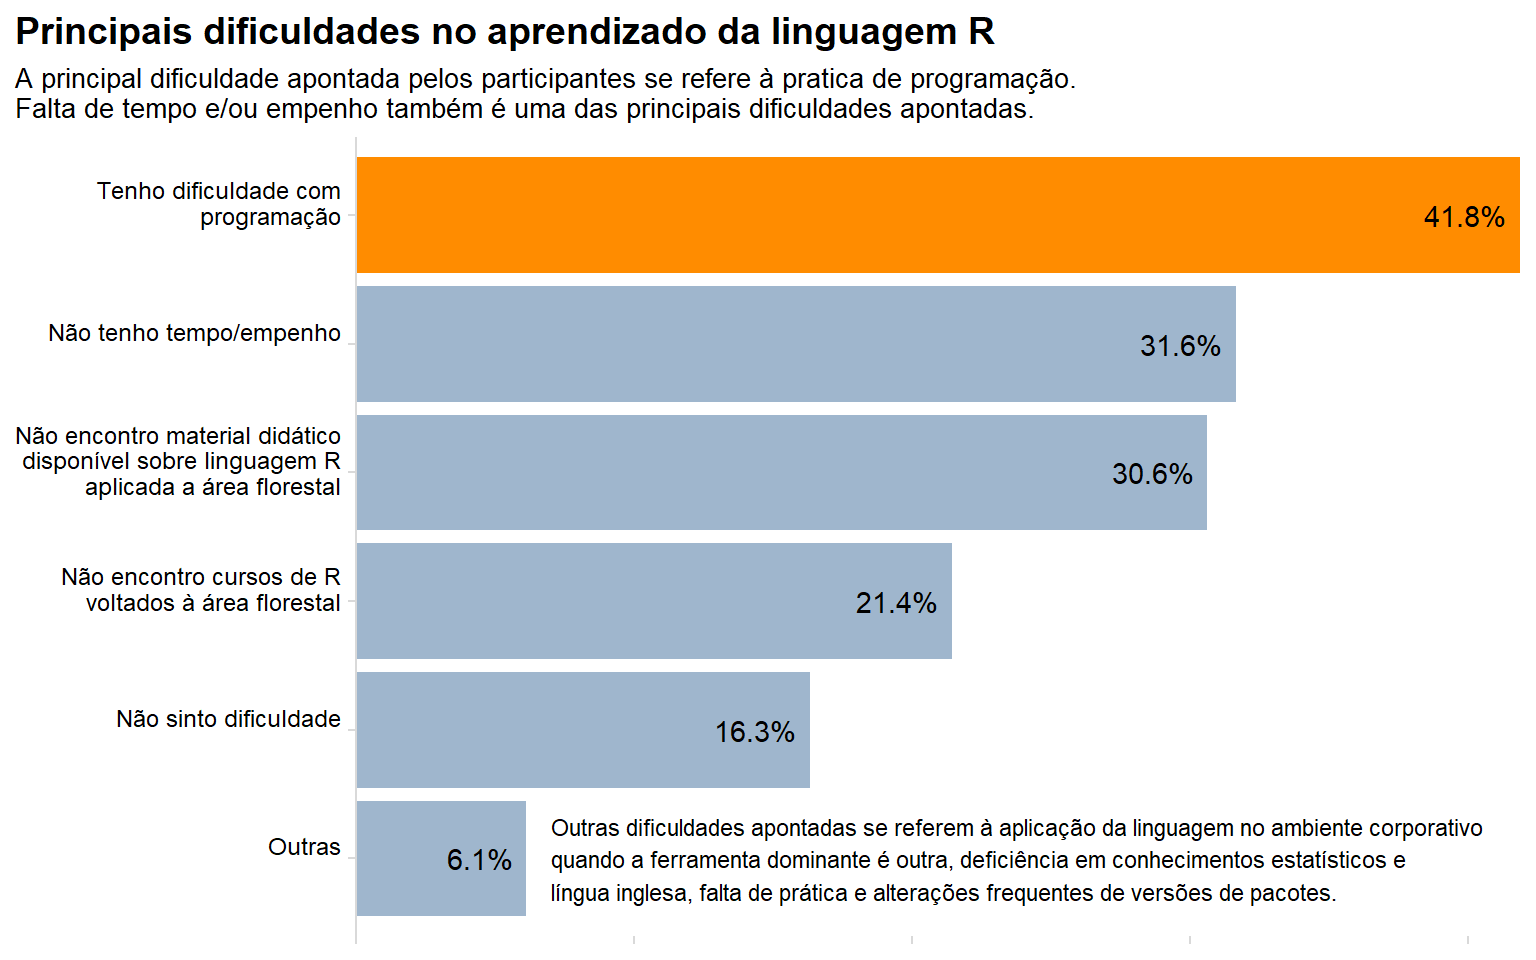 Principais dificuldades no aprendizado da linguagem R
A principal dificuldade apontada pelos participantes se refere à pratica de programação.
Falta de tempo e/ou empenho também é uma das principais dificuldades apontadas.
Tenho dificuldade com
programação
41.8%
Não tenho tempo/empenho
31.6%
Não encontro material didático
disponível sobre linguagem R
aplicada a área florestal
30.6%
Não encontro cursos de R
voltados à área florestal
21.4%
Não sinto dificuldade
16.3%
Outras
6.1%
Outras dificuldades apontadas se referem à aplicação da linguagem no ambiente corporativo
quando a ferramenta dominante é outra, deficiência em conhecimentos estatísticos e
língua inglesa, falta de prática e alterações frequentes de versões de pacotes.